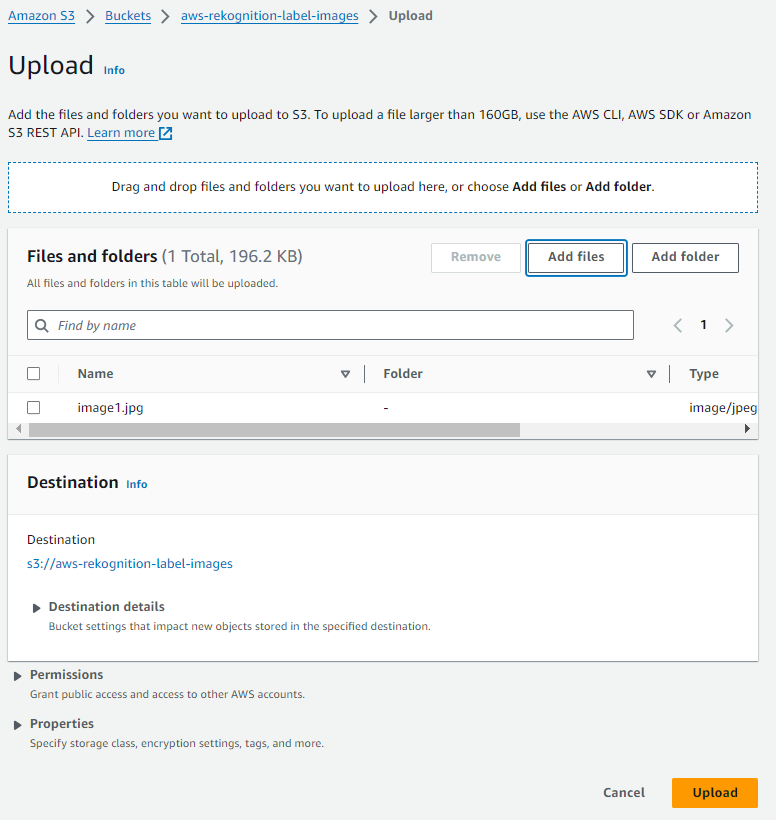 Amazon S3 > Buckets > aws-rekognition-label-images > Upload
Upload Info
Add the files and folders you want to upload to S3. To upload a file larger than 160GB, use the AWS CLI, AWS SDK or Amazon
S3 REST API. Learn more
Drag and drop files and folders you want to upload here, or choose Add files or Add folder.
Files and folders (1 Total, 196.2 KB)
Remove
Add files
Add folder
All files and folders in this table will be uploaded.
Find by name
1
Name Folder Type
image1.jpg - image/jpeg
Destination Info
Destination
s3://aws-rekognition-label-images
Destination details
Bucket settings that impact new objects stored in the specified destination.
Permissions
Grant public access and access to other AWS accounts.
Properties
Specify storage class, encryption settings, tags, and more.
Cancel Upload